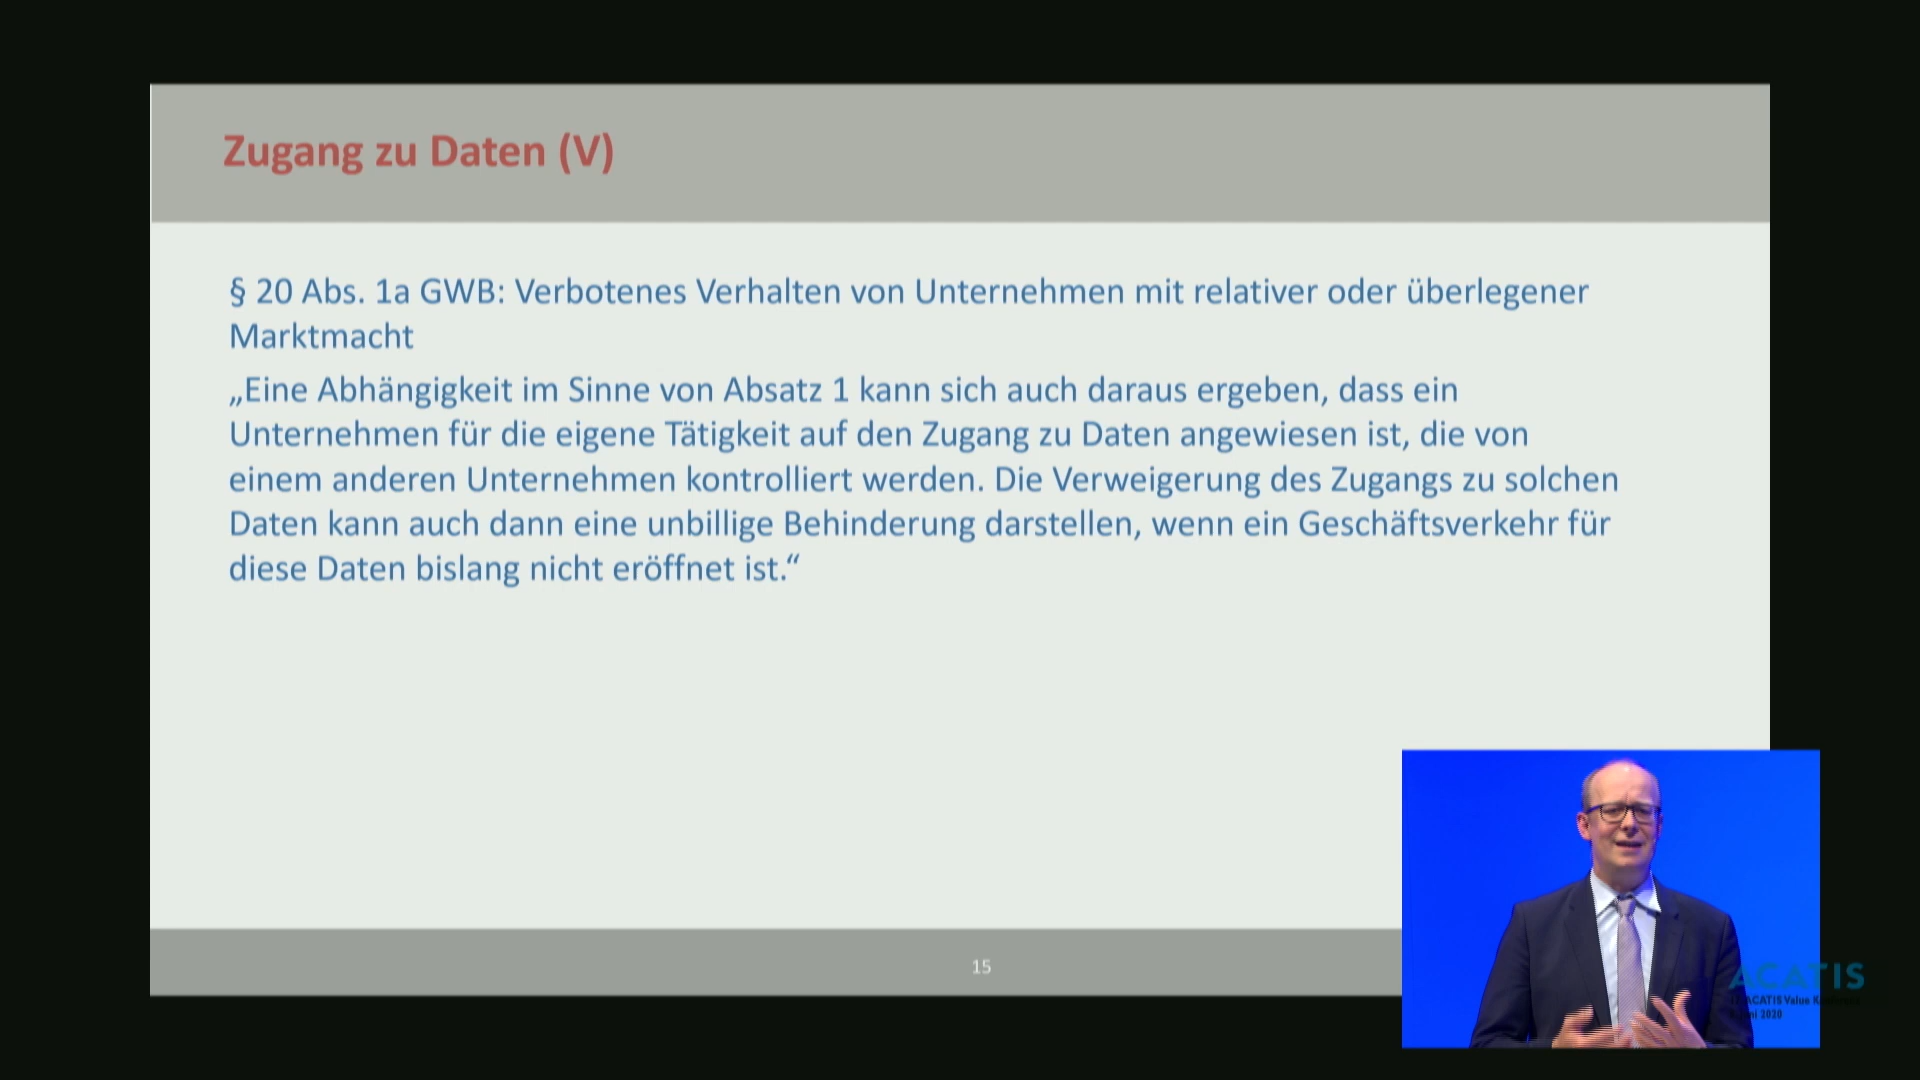 Zugang zu Daten (V)
§ 20 Abs. 1a GWB: Verbotenes Verhalten von Unternehmen mit relativer oder überlegener
Marktmacht
„Eine Abhängigkeit im Sinne von Absatz 1 kann sich auch daraus ergeben, dass ein
Unternehmen für die eigene Tätigkeit auf den Zugang zu Daten angewiesen ist, die von
einem anderen Unternehmen kontrolliert werden. Die Verweigerung des Zugangs zu solchen
Daten kann auch dann eine unbillige Behinderung darstellen, wenn ein Geschäftsverkehr für
diese Daten bislang nicht eröffnet ist.“
15
ACATIS
ACATIS Value
2020